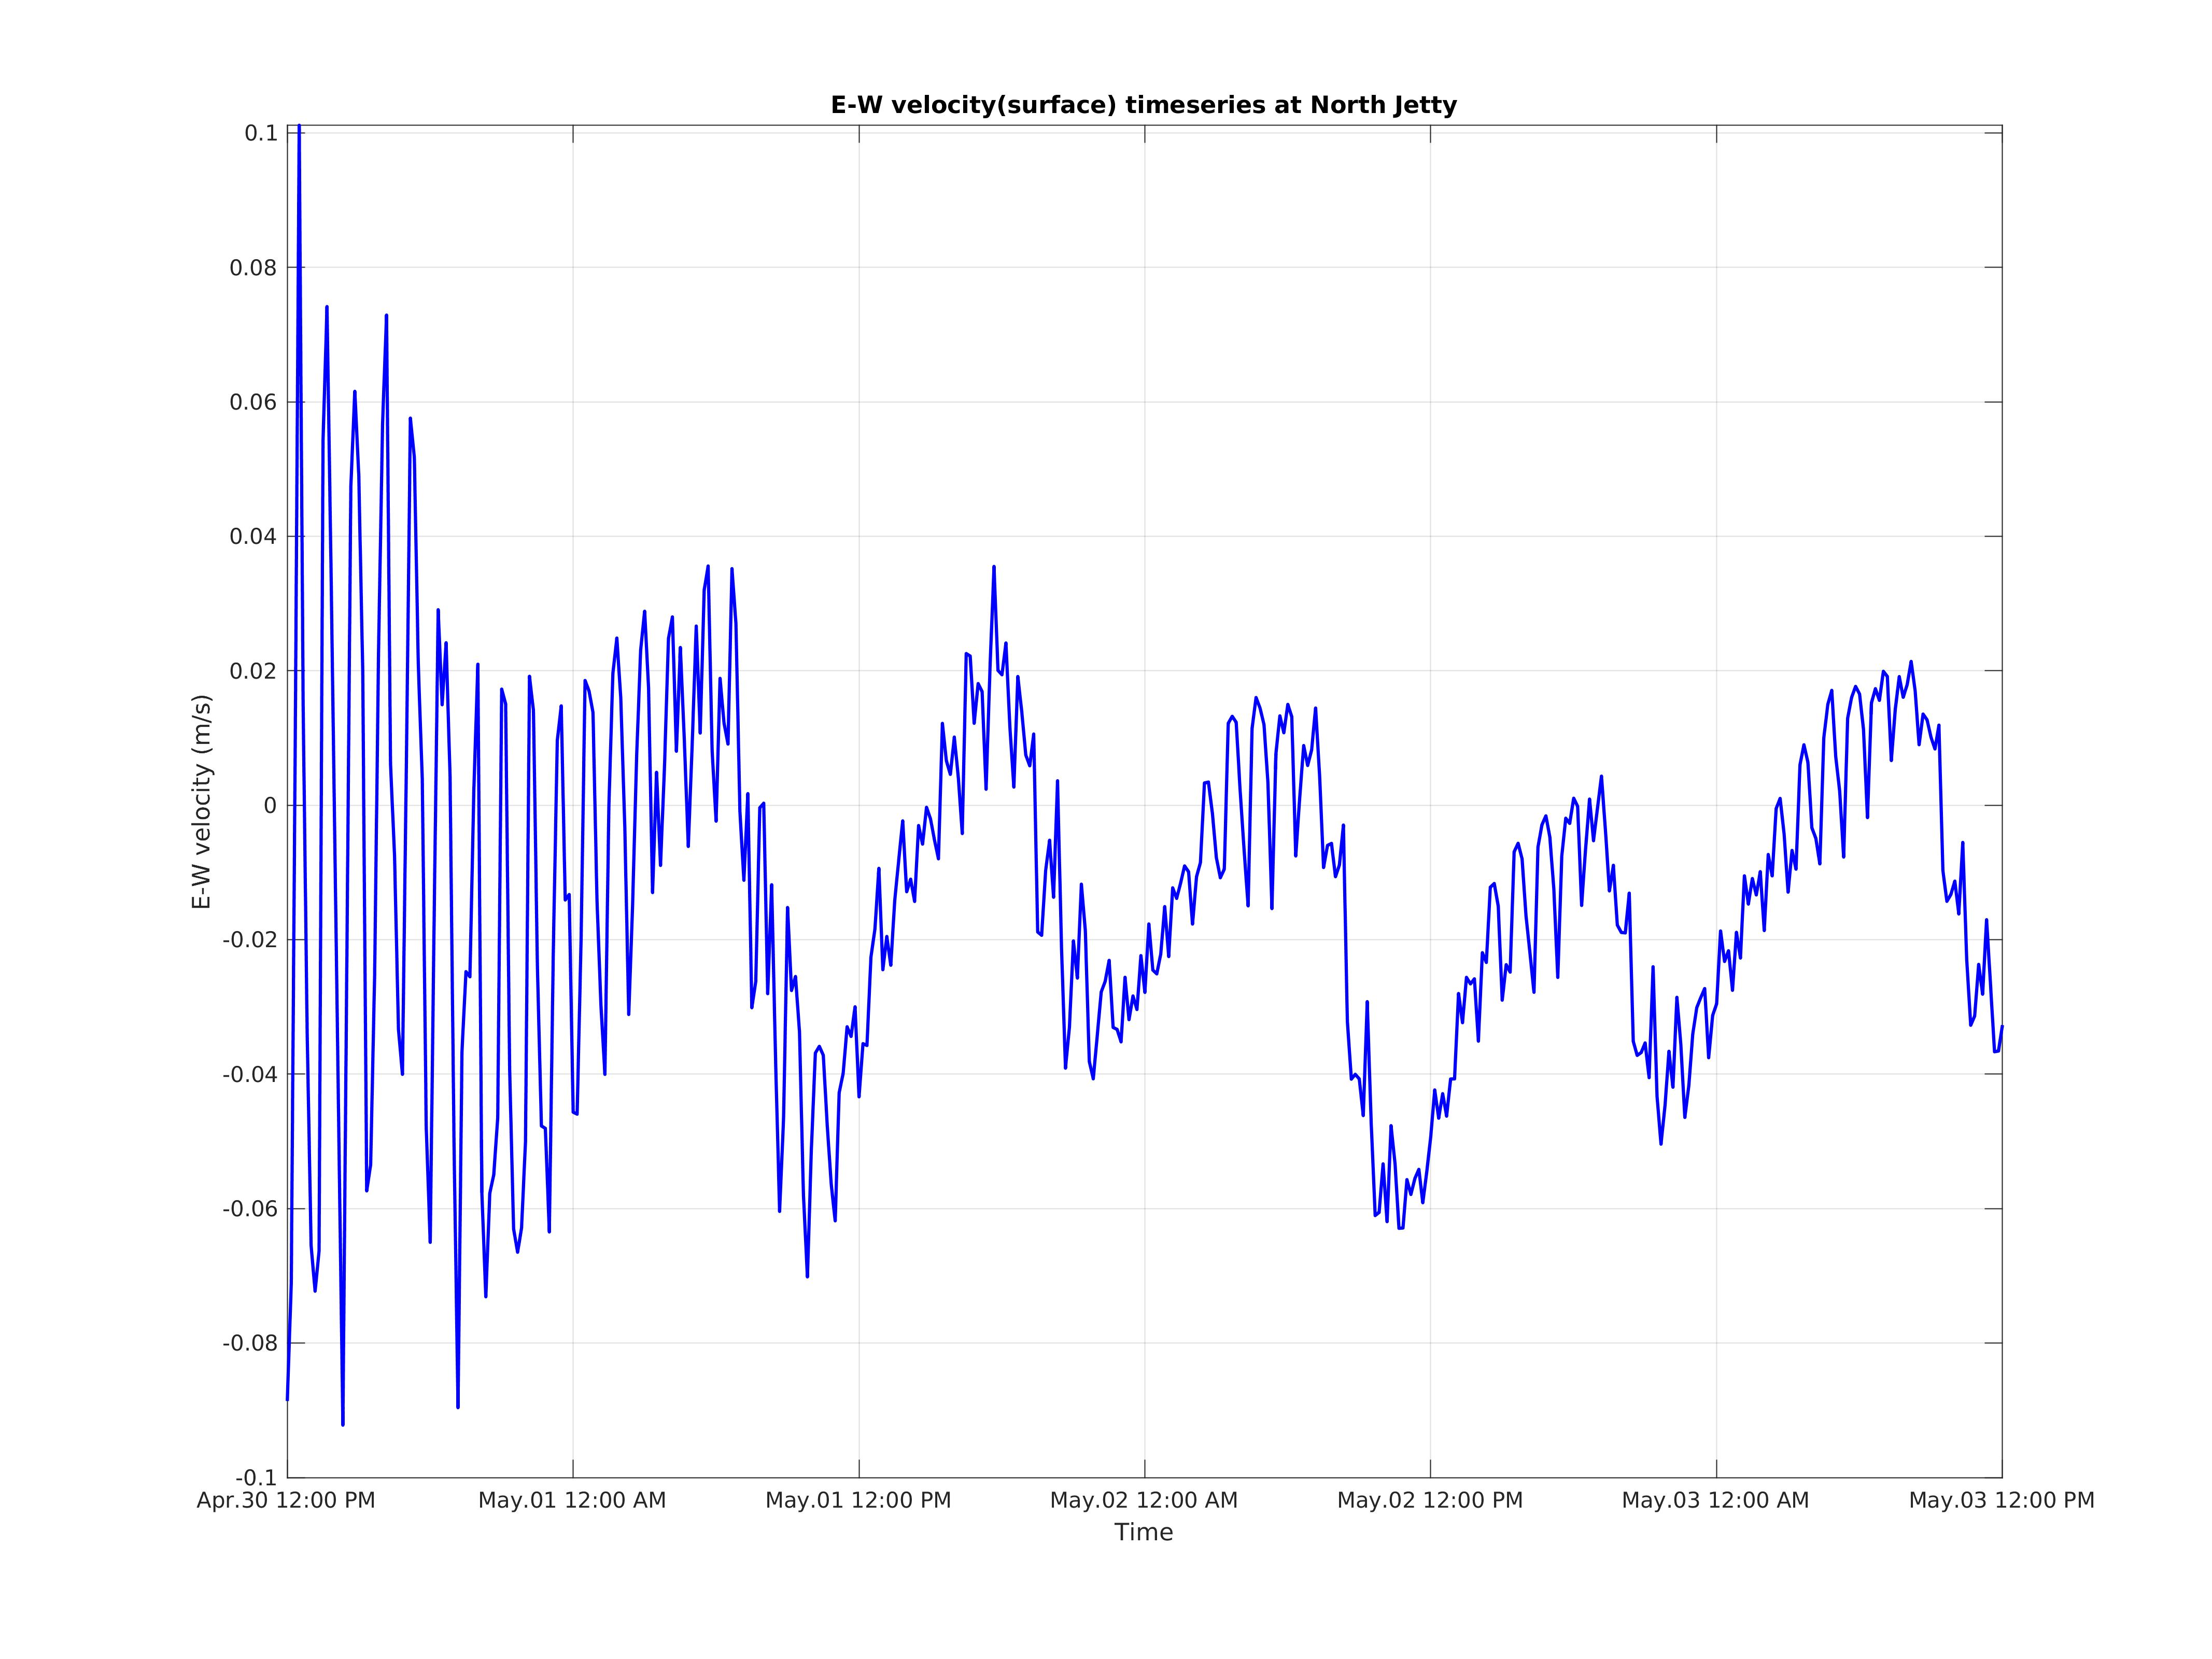 E-W velocity(surface) timeseries at North Jetty
0.1
0.08
0.06
0.04
0.02
0
-0.02
-0.04
-0.06
-0.08
-0.1
E-W velocity (m/s)
Apr.30 12:00 PM May.01 12:00 AM May.01 12:00 PM May.02 12:00 AM May.02 12:00 PM May.03 12:00 AM May.03 12:00 PM
Time